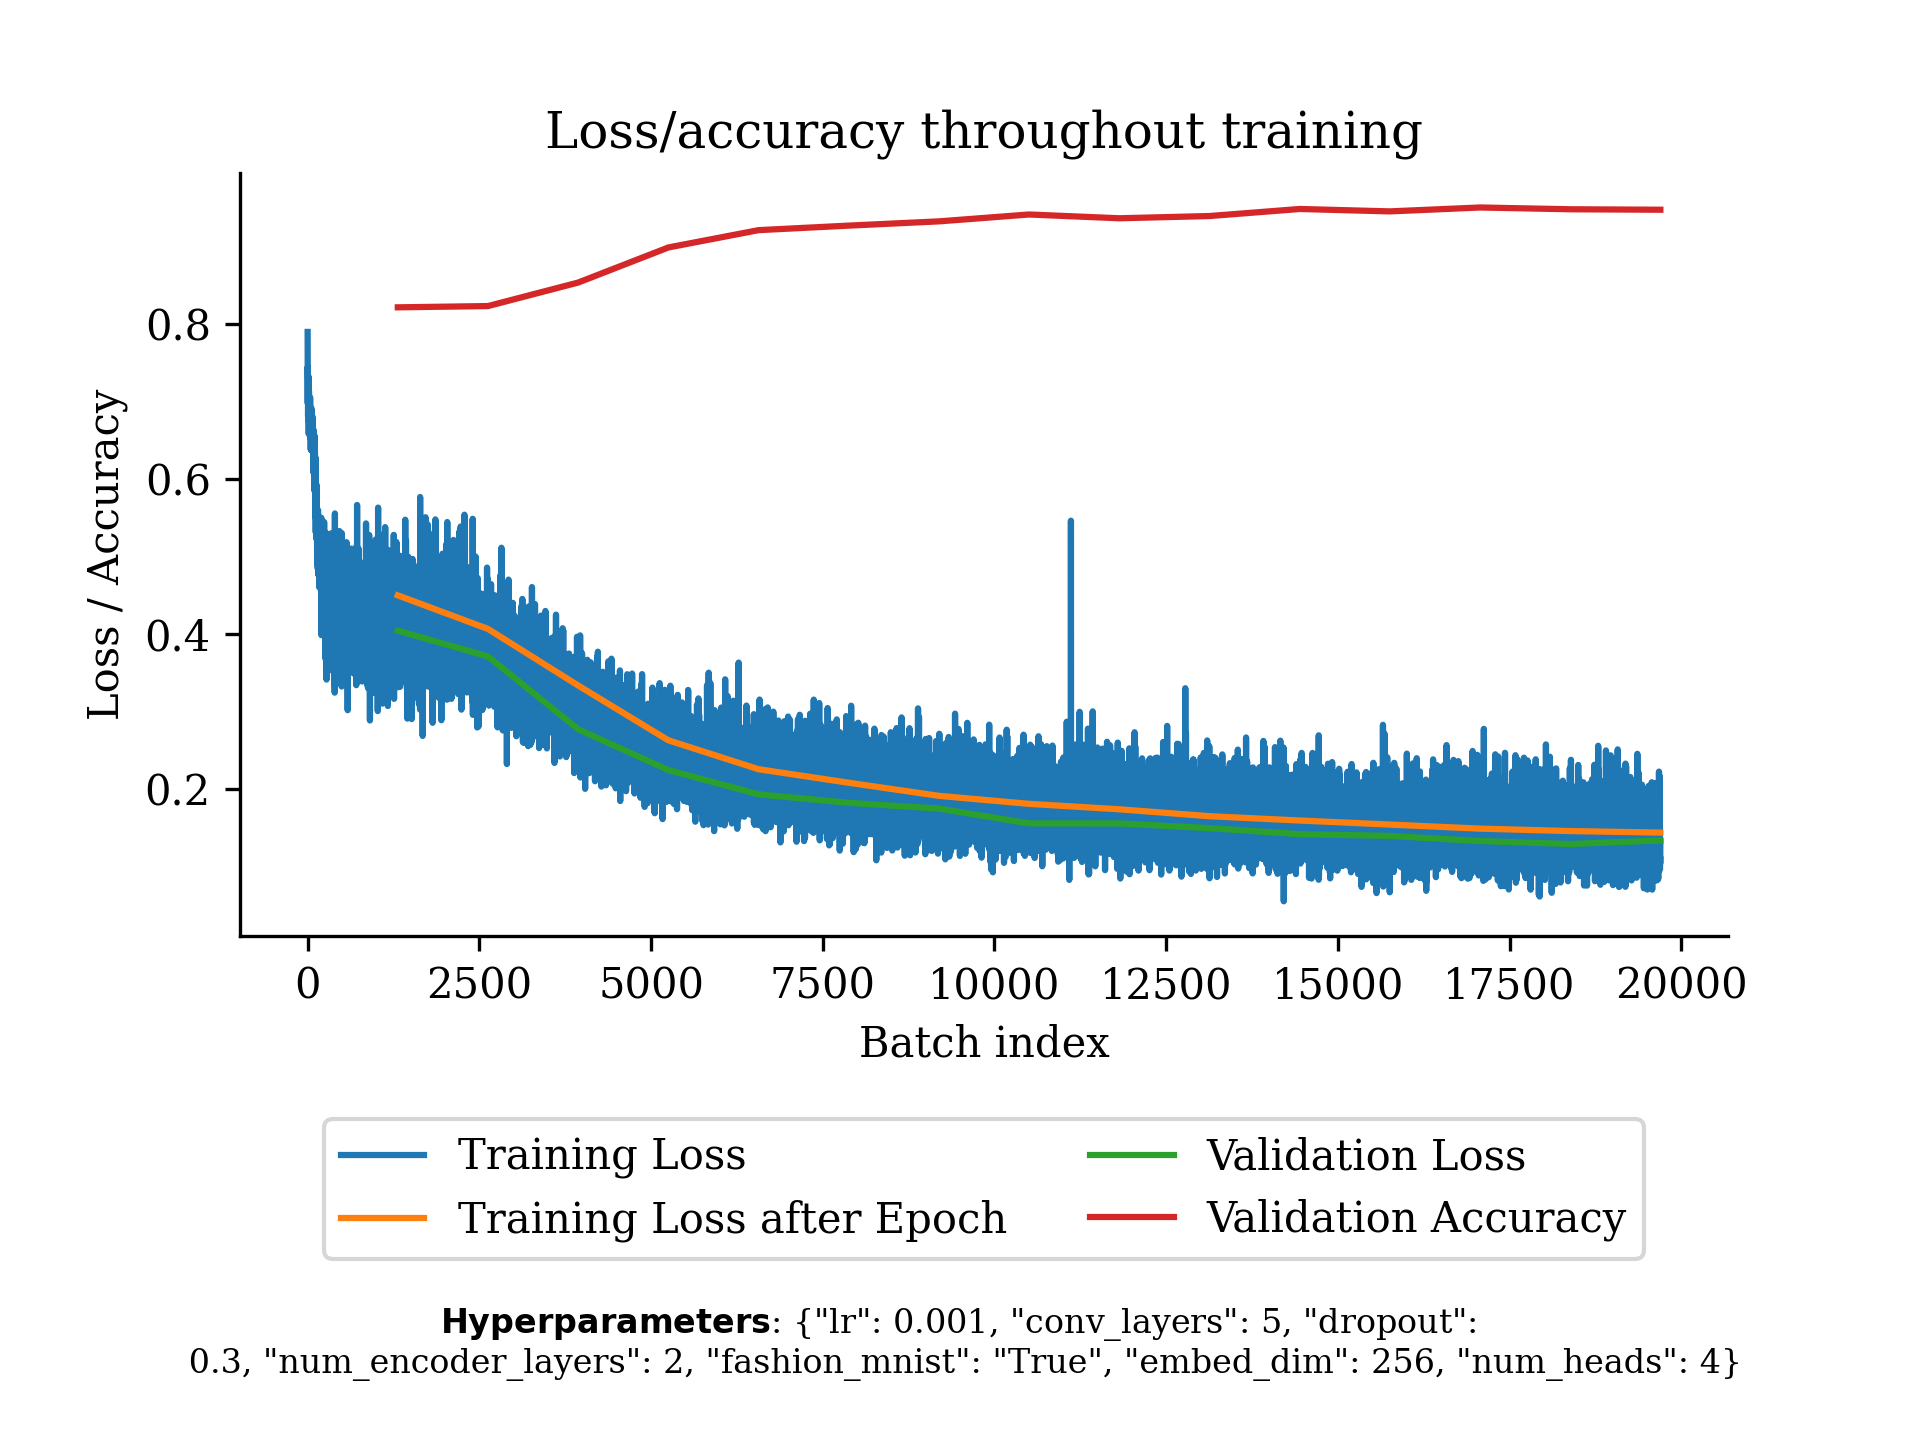 Loss/accuracy throughout training
Loss / Accuracy
0.8
0.6
0.4
0.2
0 2500 5000 7500 10000 12500 15000 17500 20000
Batch index
Training Loss
Training Loss after Epoch
Validation Loss
Validation Accuracy
Hyperparameters: {"lr": 0.001, "conv_layers": 5, "dropout":
0.3, "num_encoder_layers": 2, "fashion_mnist": "True", "embed_dim": 256, "num_heads": 4}